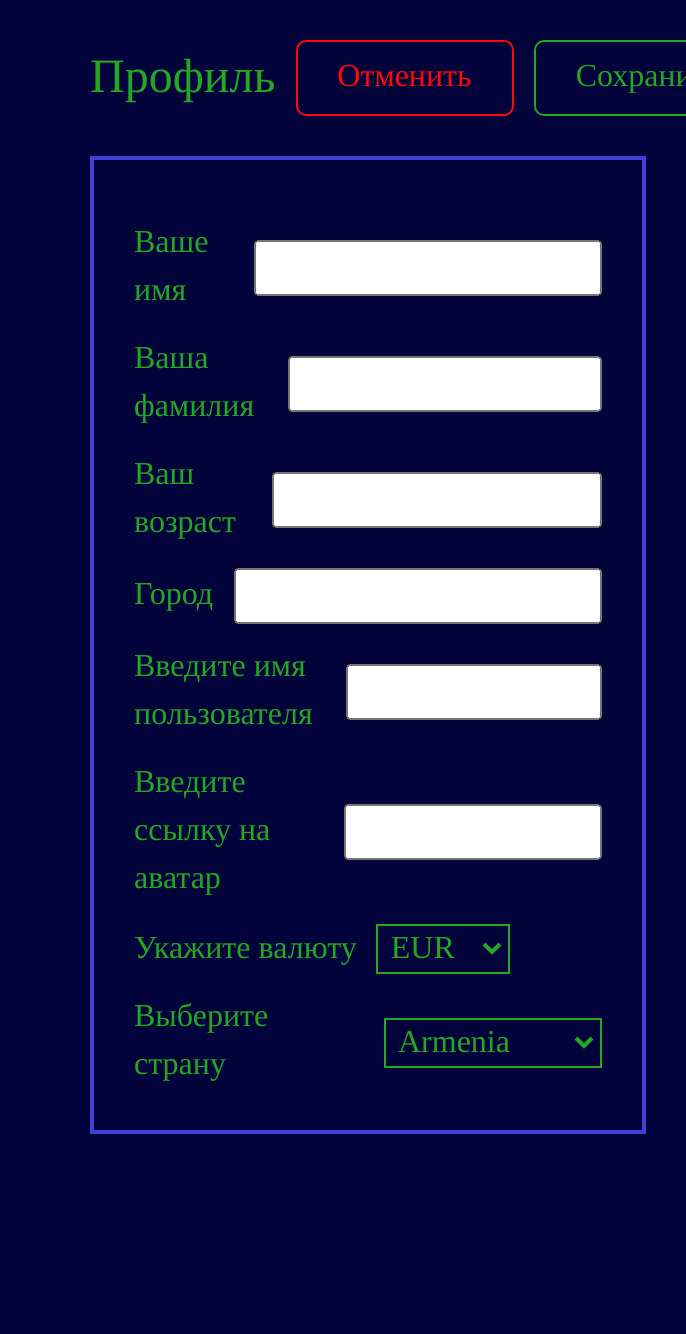 Профиль Отменить Сохрани
Ваше
имя
Ваша
фамилия
Ваш
возраст
Город
Введите имя
пользователя
Введите
ссылку на
аватар
Укажите валюту EUR
Выберите
страну
Armenia